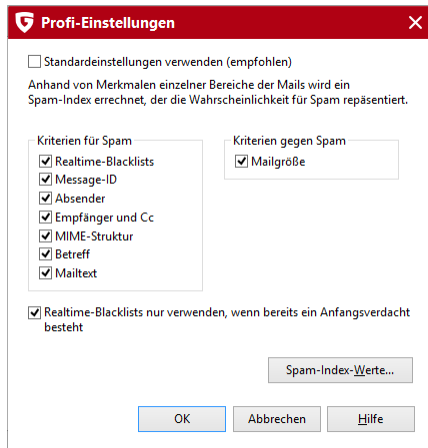 Profi-Einstellungen
Standardeinstellungen verwenden (empfohlen)
Anhand von Merkmalen einzelner Bereiche der Mails wird ein
Spam-Index errechnet, der die Wahrscheinlichkeit für Spam repäsentiert.
Kriterien für Spam
Realtime-Blacklists
Message-ID
Absender
Empfänger und Cc
MIME-Struktur
Betreff
Mailtext
Kriterien gegen Spam
Mailgröße
Realtime-Blacklists nur verwenden, wenn bereits ein Anfangsverdacht
besteht
Spam-Index-Werte...
OK
Abbrechen
Hilfe